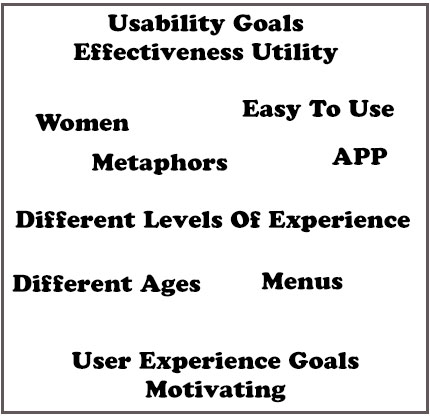 Usability Goals
Effectiveness Utility
Easy To Use
Women
Metaphors
APP
Different Levels Of Experience
Different Ages
Menus
User Experience Goals
Motivating